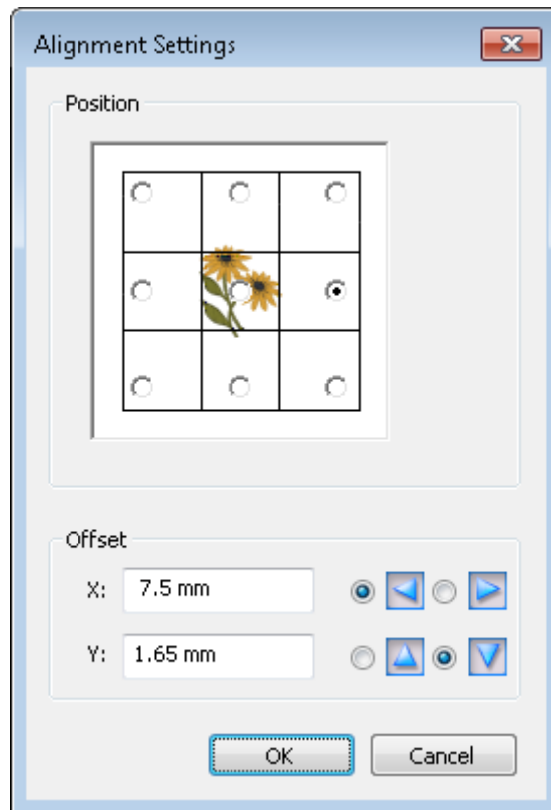 Alignment Settings
Position
Offset
X: 7.5 mm
Y: 1.65 mm
OK Cancel